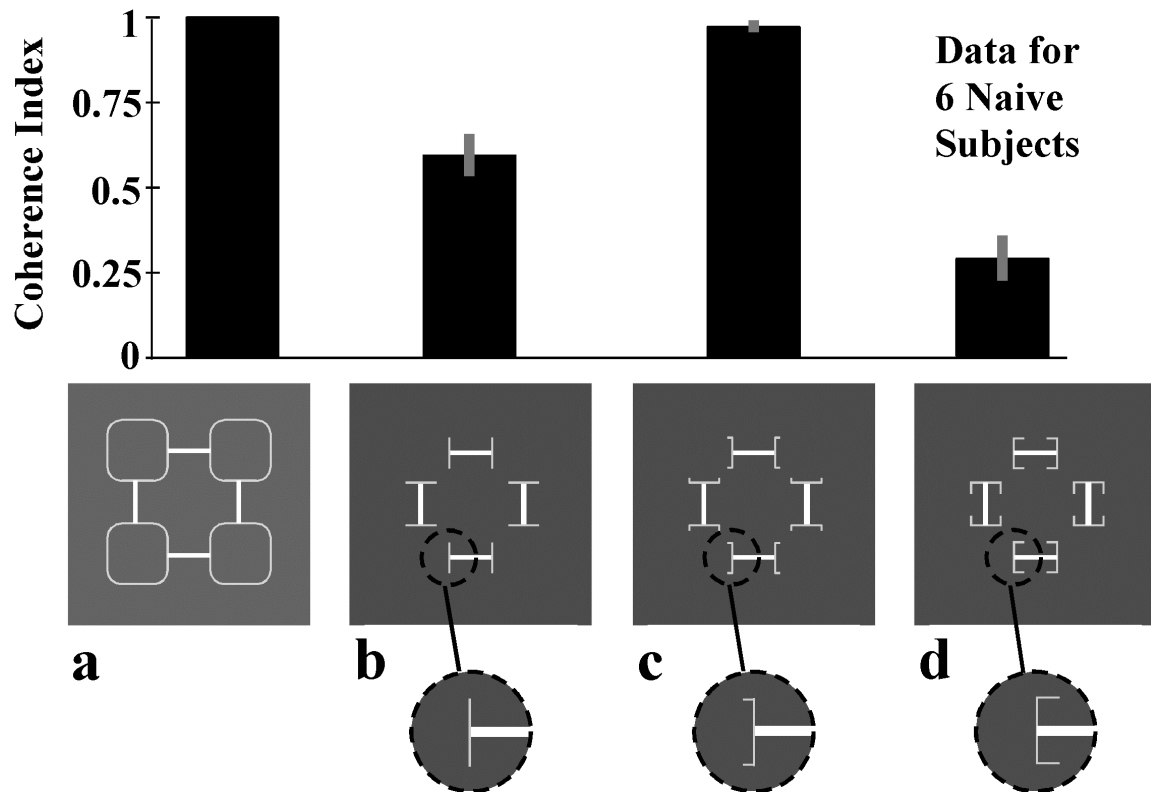 Coherence Index
1
0.75
0.5
0.25
0
Data for
6 Naive
Subjects
a
b
c
d